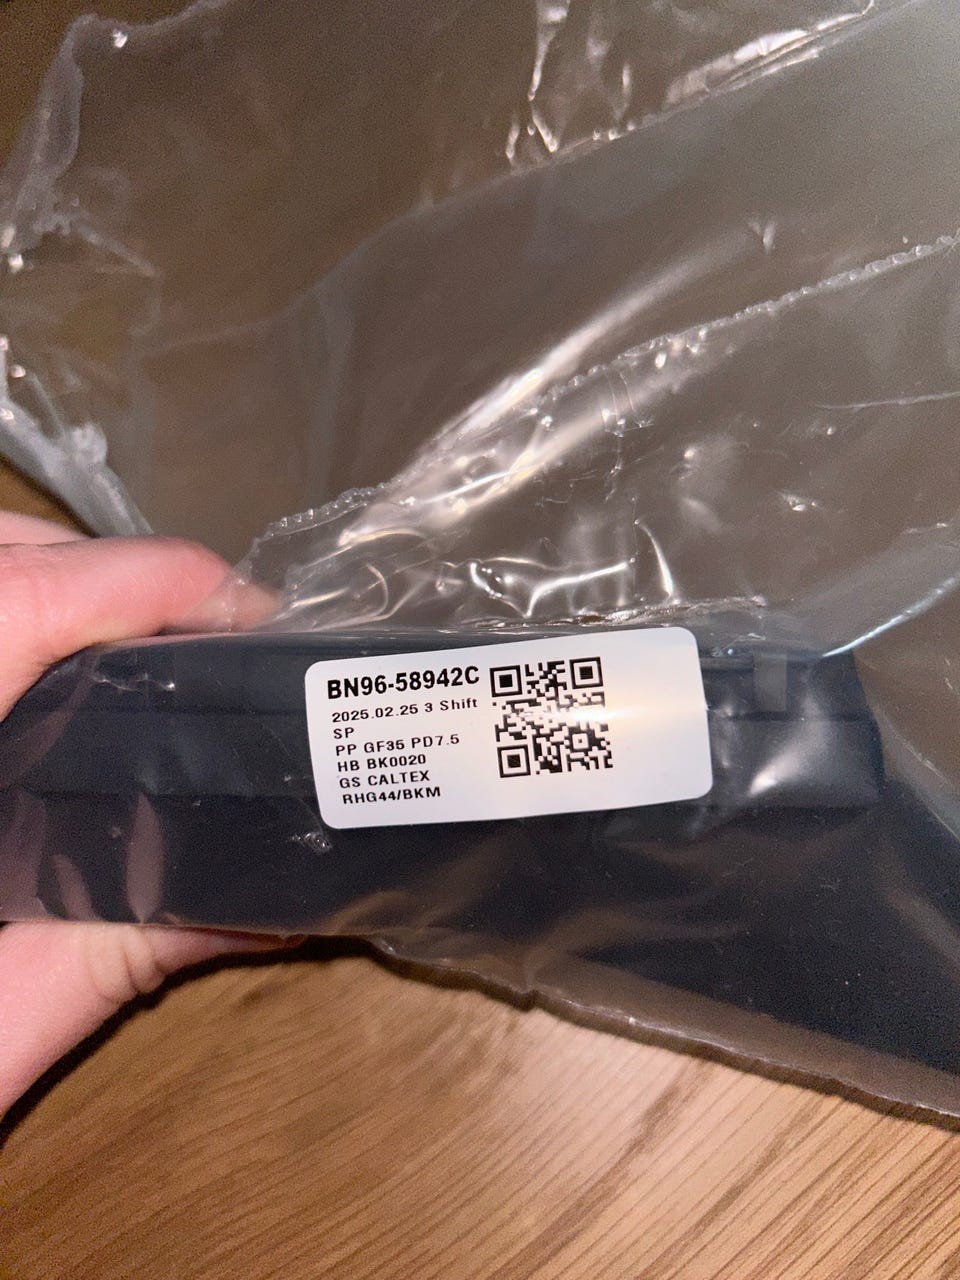 BN96-58942C
2025.02.25 3 Shift
SP
PP GF35 PD7.5
HB BK0020
GS CALTEX
RHG44/BKM